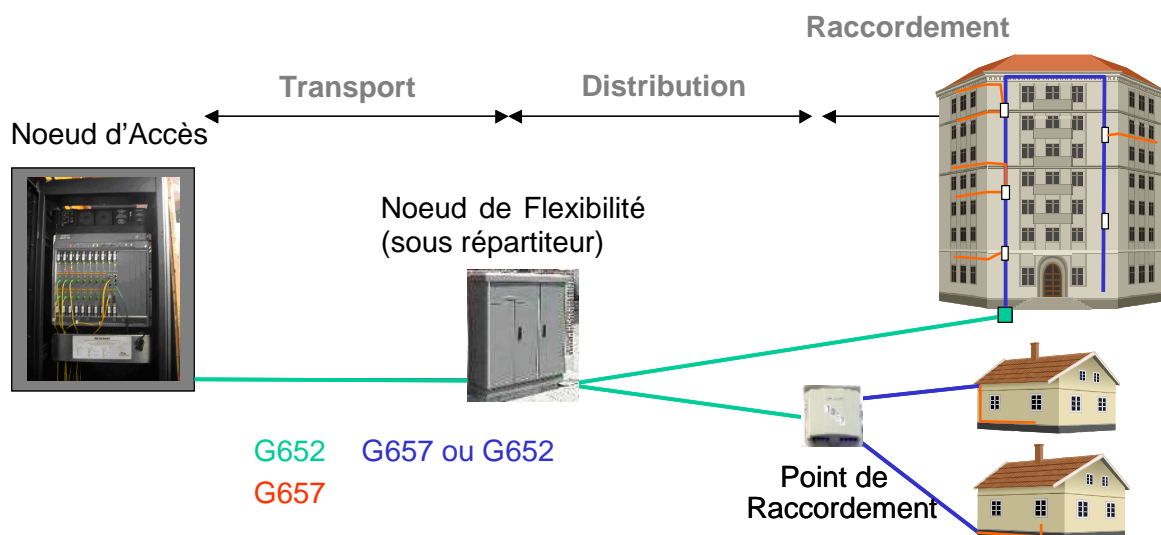 Raccordement
Transport
Distribution
Noeud d'Accès
Noeud de Flexibilité
(sous répartiteur)
G652
G657 ou G652
G657
Point de
Raccordement